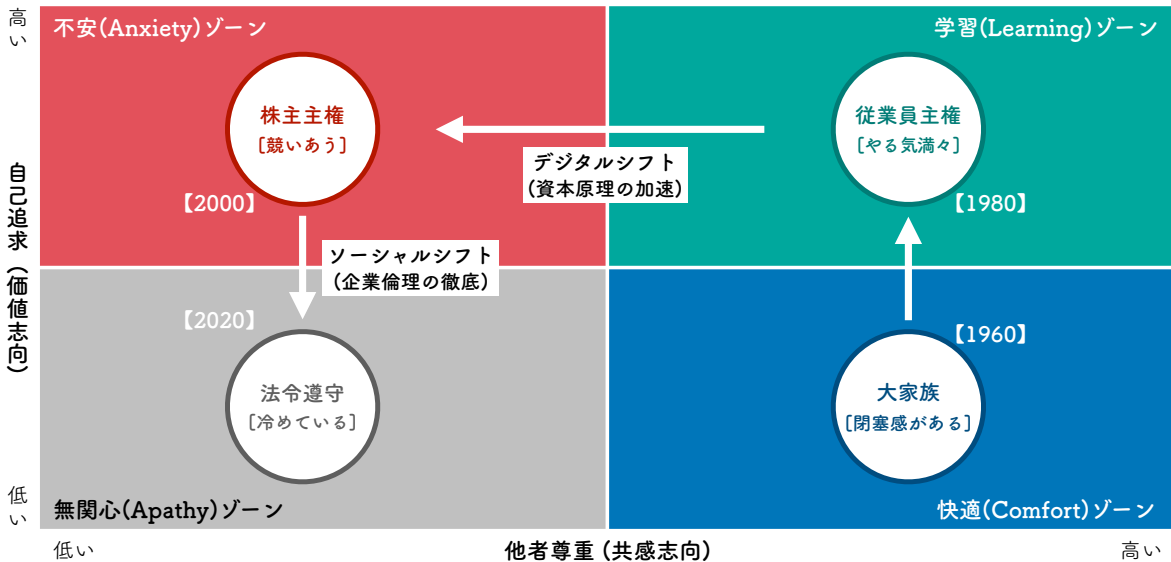 高い
不安(Anxiety)ゾーン
学習(Learning)ゾーン
株主主権
[競いあう]
従業員主権
[やる気満々]
デジタルシフト
(資本原理の加速)
【2000】
【1980】
自己追求(価値志向)
ソーシャルシフト
(企業倫理の徹底)
【2020】
【1960】
法令遵守
[冷めている]
大家族
[閉塞感がある]
低い
無関心(Apathy)ゾーン
快適(Comfort)ゾーン
低い
他者尊重(共感志向)
高い